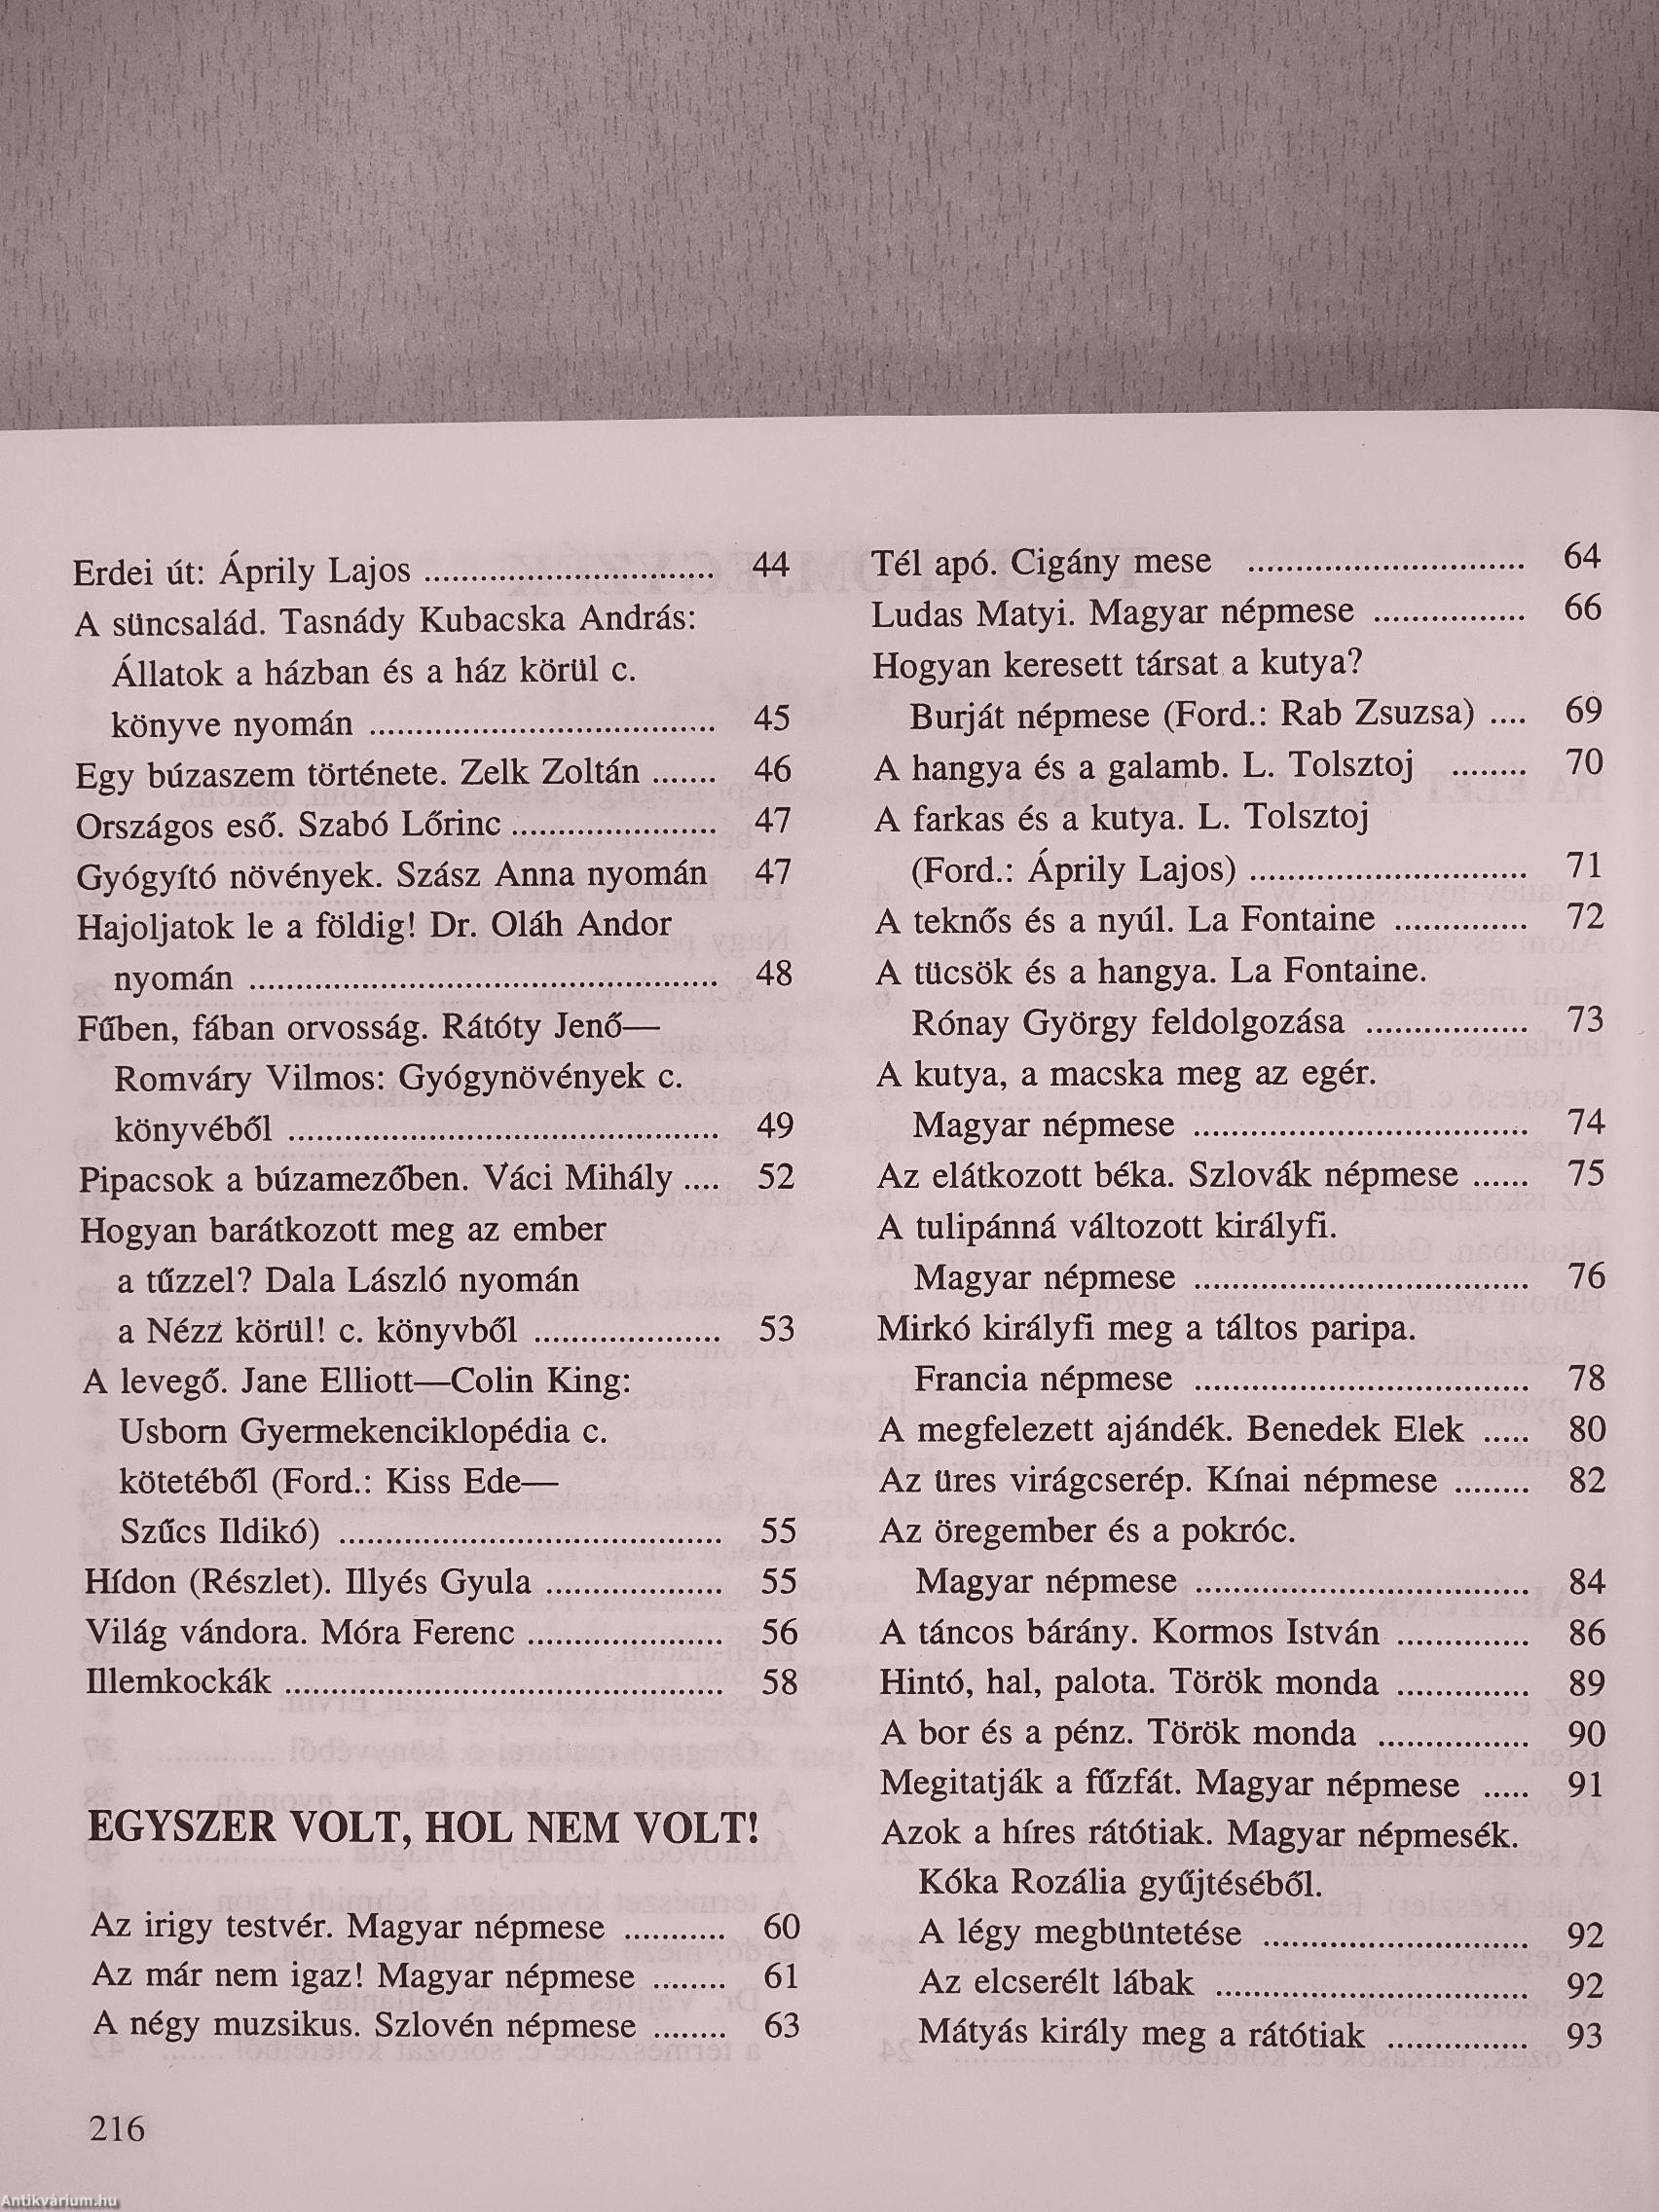 Erdei út: Áprily Lajos ............................... 44
A süncsalád. Tasnády Kubacska András:
Állatok a házban és a ház körül c.
könyve nyomán ..................................... 45
Egy búzaszem története. Zelk Zoltán ....... 46
Országos eső. Szabó Lőrinc ...................... 47
Gyógyító növények. Szász Anna nyomán 47
Hajoljatok le a földig! Dr. Oláh Andor
nyomán .................................................. 48
Fűben, fában orvosság. Rátóty Jenő—
Romváry Vilmos: Gyógynövények c.
könyvéből .............................................. 49
Pipacsok a búzamezőben. Váci Mihály .... 52
Hogyan barátkozott meg az ember
a tűzzel? Dala László nyomán
a Nézz körül! c. könyvből .................... 53
A levegő. Jane Elliott—Colin King:
Usborn Gyermekenciklopédia c.
kötetéből (Ford.: Kiss Ede—
Szűcs Ildikó) ......................................... 55
Hídon (Részlet). Illyés Gyula ................... 55
Világ vándora. Móra Ferenc ..................... 56
Illemkockák ............................................... 58
EGYSZER VOLT, HOL NEM VOLT!
Az irigy testvér. Magyar népmese ........... 60
Az már nem igaz! Magyar népmese ........ 61
A négy muzsikus. Szlovén népmese ........ 63
216
Tél apó. Cigány mese ............................. 64
Ludas Matyi. Magyar népmese ................ 66
Hogyan keresett társat a kutya?
Burját népmese (Ford.: Rab Zsuzsa) .... 69
A hangya és a galamb. L. Tolsztoj ........ 70
A farkas és a kutya. L. Tolsztoj
(Ford.: Áprily Lajos) ............................. 71
A teknős és a nyúl. La Fontaine .............. 72
A tücsök és a hangya. La Fontaine.
Rónay György feldolgozása ................. 73
A kutya, a macska meg az egér.
Magyar népmese .................................... 74
Az elátkozott béka. Szlovák népmese ...... 75
A tulipánná változott királyfi.
Magyar népmese .................................... 76
Mirkó királyfi meg a táltos paripa.
Francia népmese .................................... 78
A megfelezett ajándék. Benedek Elek ..... 80
Az üres virágcserép. Kínai népmese ........ 82
Az öregember és a pokróc.
Magyar népmese .................................... 84
A táncos bárány. Kormos István .............. 86
Hintó, hal, palota. Török monda .............. 89
A bor és a pénz. Török monda ................ 90
Megitatják a fűzfát. Magyar népmese ..... 91
Azok a híres rátótiak. Magyar népmesék.
Kóka Rozália gyűjtéséből.
A légy megbüntetése ............................ 92
Az elcserélt lábak ................................. 92
Mátyás király meg a rátótiak ............... 93
Antikvárium.hu